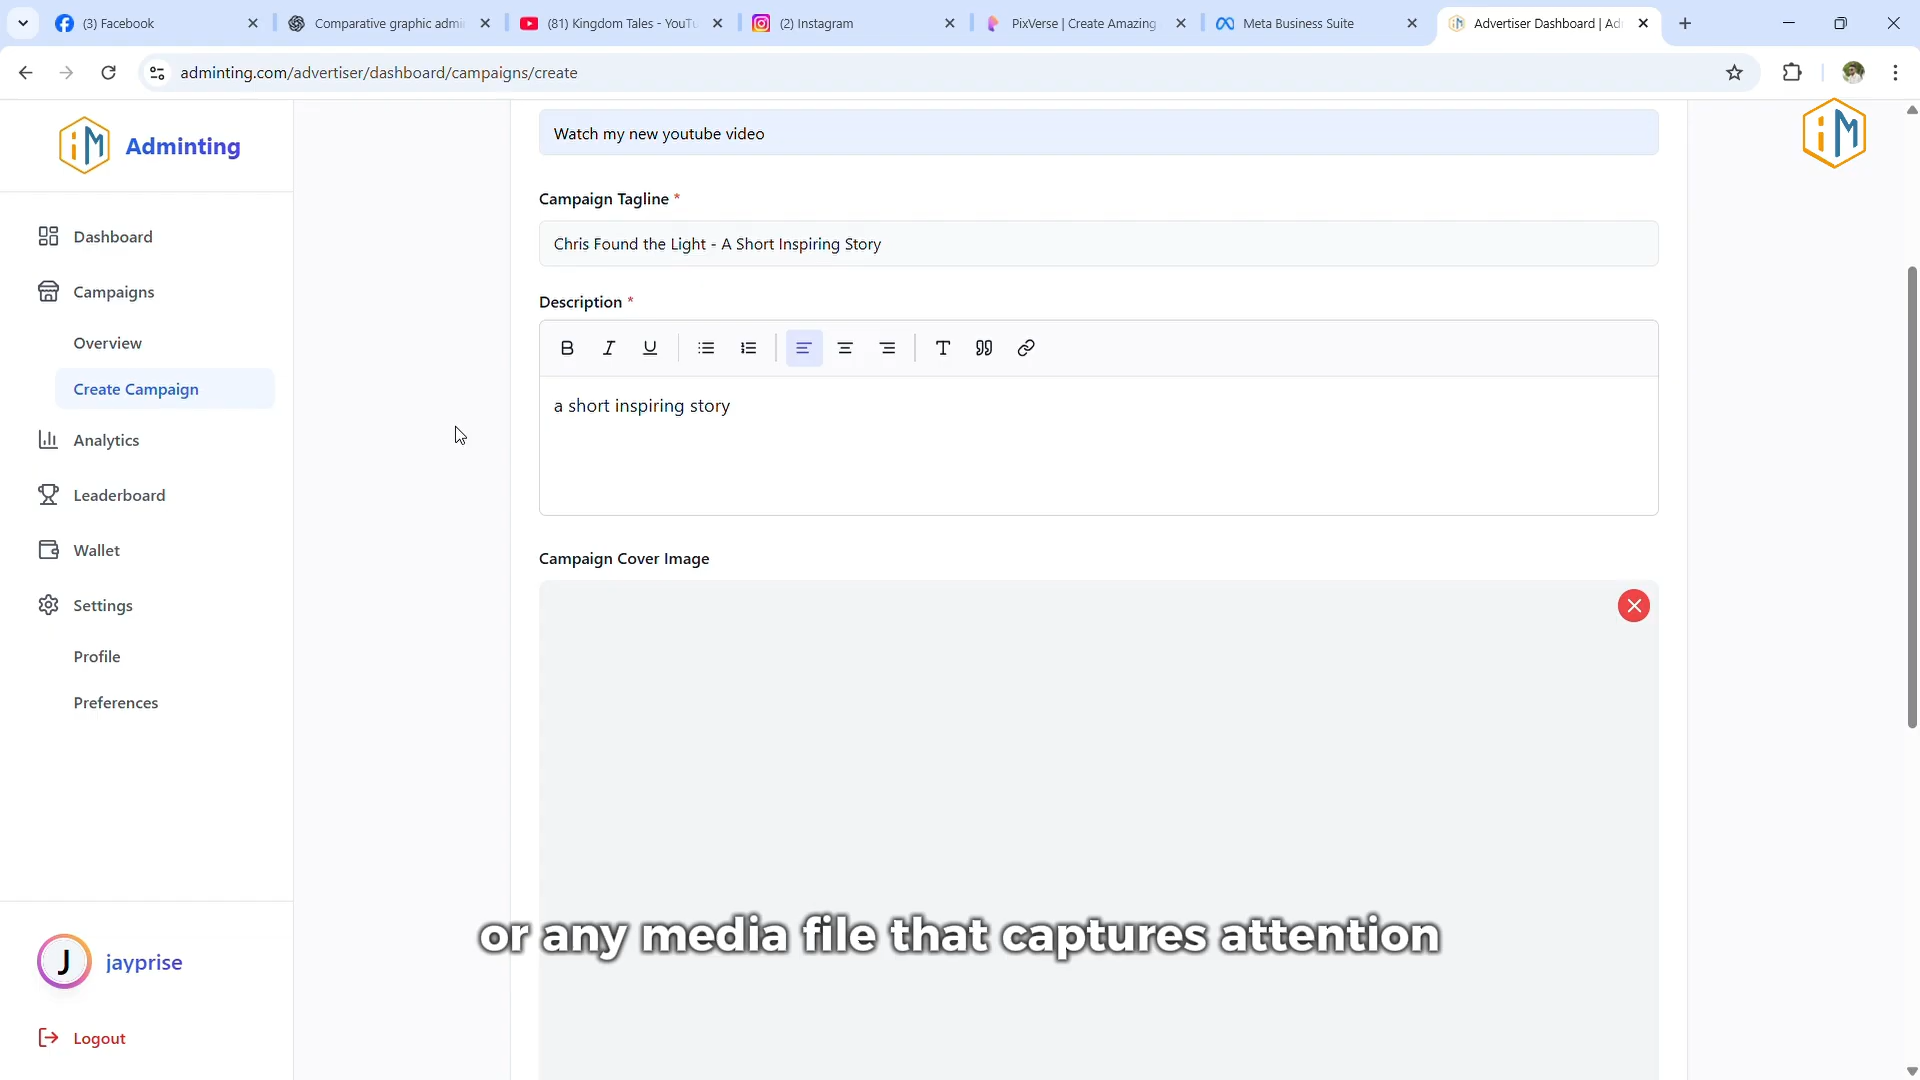 (3) Facebook
Comparative graphic admi
(81) Kingdom Tales - YouTu
(2) Instagram
PixVerse | Create Amazing
Meta Business Suite
Advertiser Dashboard | Ad
adminting.com/advertiser/dashboard/campaigns/create
iM
Adminting
iM
Dashboard
Campaigns
Overview
Create Campaign
Analytics
Leaderboard
Wallet
Settings
Profile
Preferences
J
jayprise
Logout
Watch my new youtube video
Campaign Tagline *
Chris Found the Light - A Short Inspiring Story
Description *
B I U T
a short inspiring story
Campaign Cover Image
or any media file that captures attention